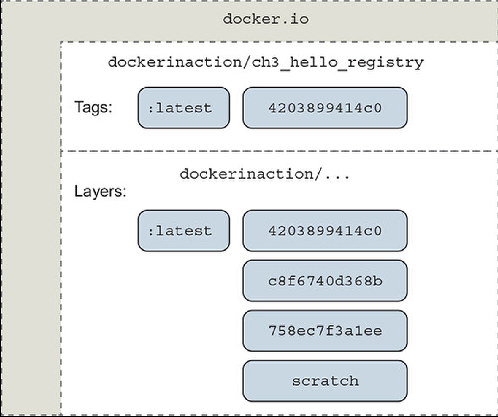 docker.io
dockerinaction/ch3_hello_registry
Tags: :latest 4203899414c0
dockerinaction/...
Layers:
:latest 4203899414c0
c8f6740d368b
758ec7f3a1ee
scratch